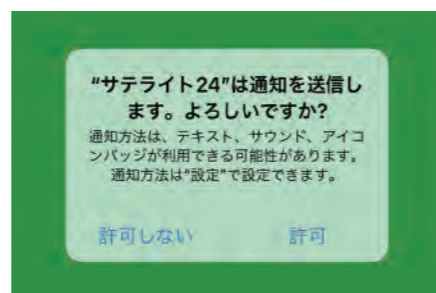 “サテライト24”は通知を送信し
ます。よろしいですか?
通知方法は、テキスト、サウンド、アイコ
ンバッジが利用できる可能性があります。
通知方法は“設定”で設定できます。
許可しない 許可